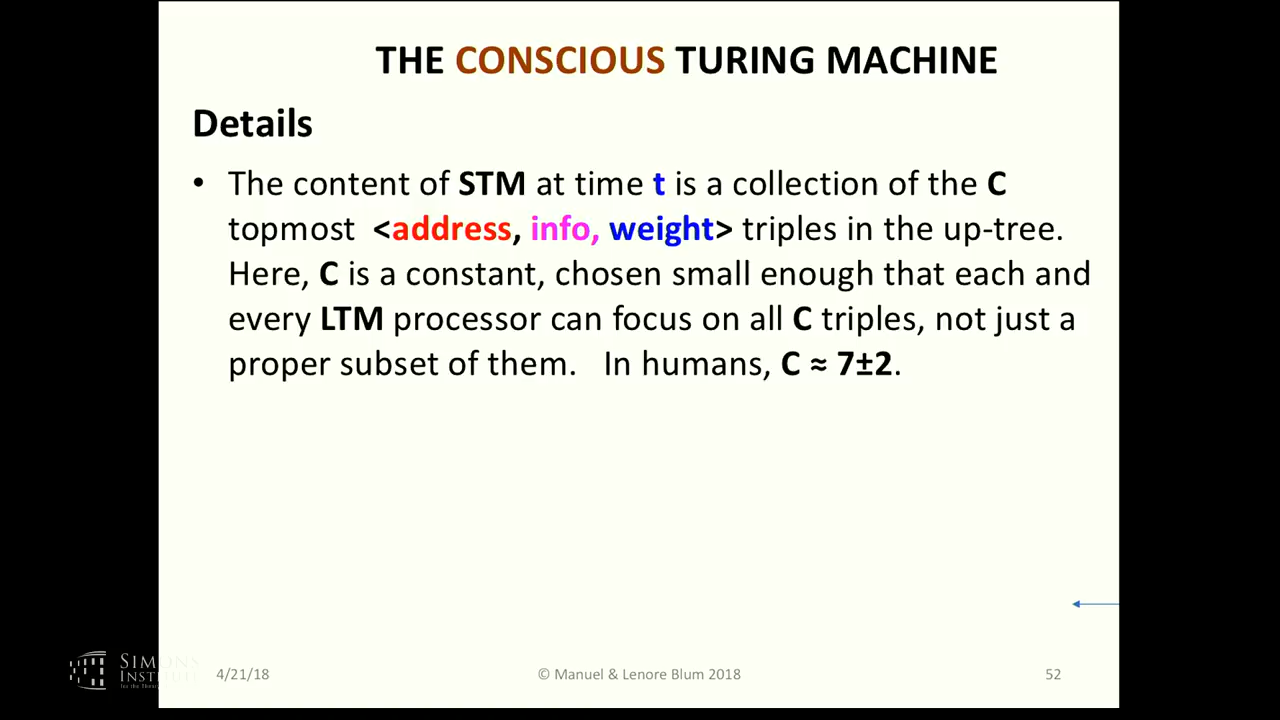 THE CONSCIOUS TURING MACHINE
Details
• The content of STM at time t is a collection of the C
topmost <address, info, weight> triples in the up-tree.
Here, C is a constant, chosen small enough that each and
every LTM processor can focus on all C triples, not just a
proper subset of them. In humans, C ≈ 7±2.
SIMONS
INSTITUTE
4/21/18
© Manuel & Lenore Blum 2018
52